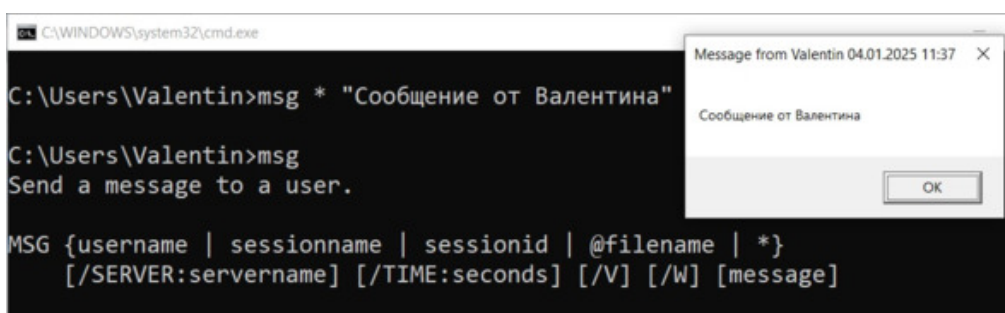 C:\WINDOWS\system32\cmd.exe
Message from Valentin 04.01.2025 11:37
C:\Users\Valentin>msg * "Сообщение от Валентина"
Сообщение от Валентина
C:\Users\Valentin>msg
Send a message to a user.
OK
MSG {username | sessionname | sessionid | @filename | *}
[/SERVER:servername] [/TIME:seconds] [/V] [/W] [message]